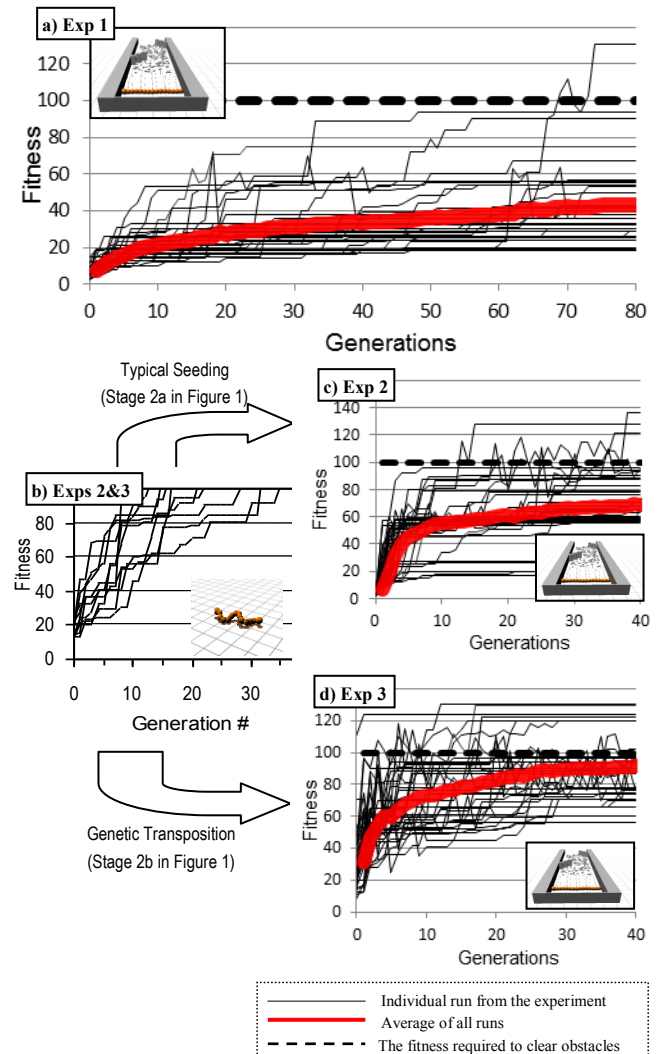 a) Exp 1
120
100
80
60
40
20
0
Fitness
0 10 20 30 40 50 60 70 80
Generations
Typical Seeding
(Stage 2a in Figure 1)
b) Exps 2&3
80
60
40
20
0
Fitness
0 10 20 30
Generation #
Genetic Transposition
(Stage 2b in Figure 1)
c) Exp 2
140
120
100
80
60
40
20
0
Fitness
0 10 20 30 40
Generations
d) Exp 3
120
100
80
60
40
20
0
Fitness
0 10 20 30 40
Generations
Individual run from the experiment
Average of all runs
The fitness required to clear obstacles